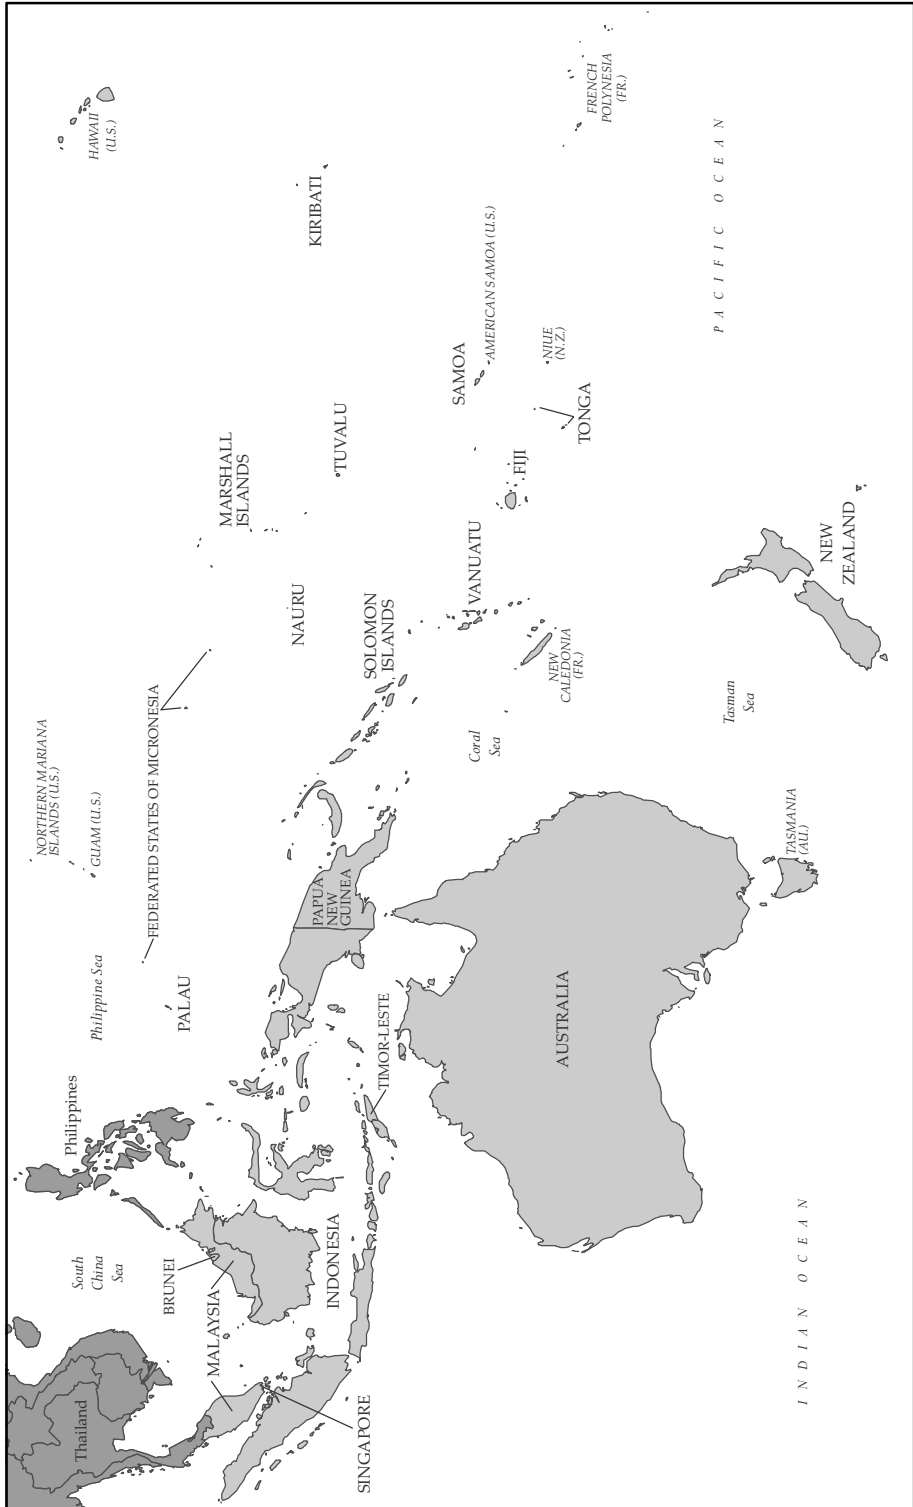 HAWAII
(U.S.)
NORTHERN MARIANA
ISLANDS (U.S.)
GUAM (U.S.)
Philippine Sea
Philippines
South
China
Sea
Thailand
FEDERATED STATES OF MICRONESIA
PALAU
MARSHALL
ISLANDS
KIRIBATI
NAURU
TUVALU
BRUNEI
MALAYSIA
SINGAPORE
INDONESIA
PAPUA
NEW
GUINEA
SOLOMON
ISLANDS
TIMOR-LESTE
SAMOA
AMERICAN SAMOA (U.S.)
FRENCH
POLYNESIA
(FR.)
NIUE
(N.Z.)
TONGA
FIJI
VANUATU
NEW
CALEDONIA
(FR.)
Coral
Sea
AUSTRALIA
PACIFIC OCEAN
Tasman
Sea
NEW
ZEALAND
TASMANIA
(AU.)
INDIAN OCEAN